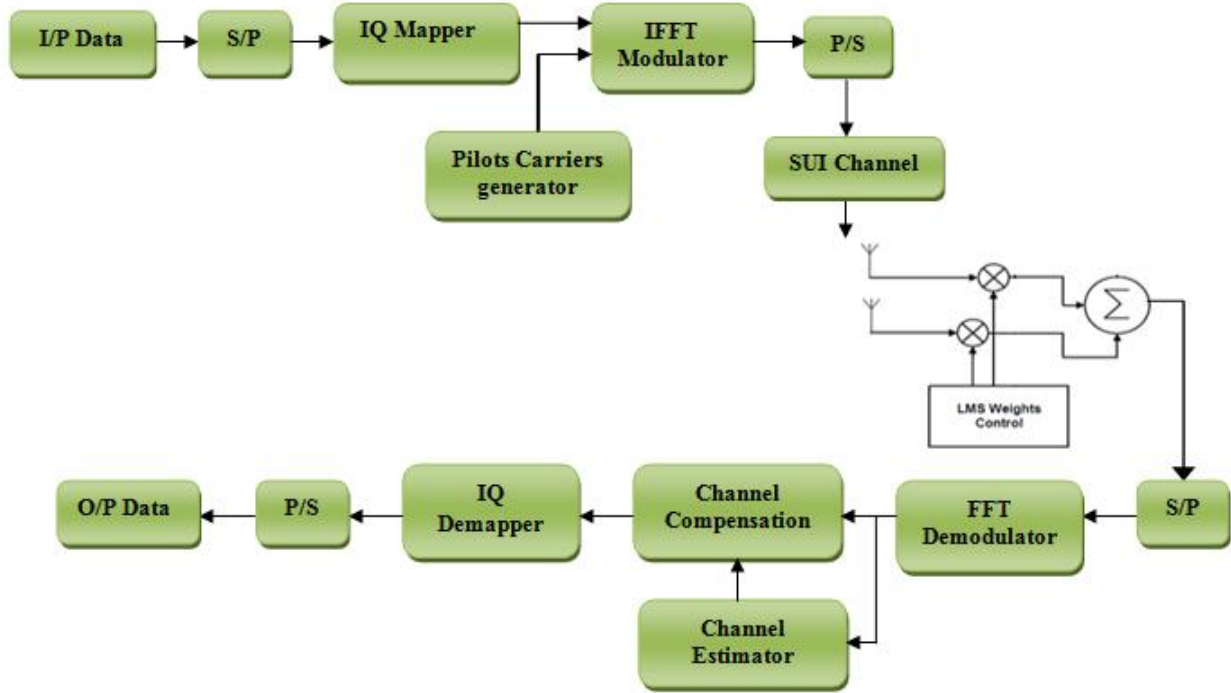 I/P Data
S/P
IQ Mapper
IFFT
Modulator
P/S
Pilots Carriers
generator
SUI Channel
Σ
LMS Weights
Control
O/P Data
P/S
IQ
Demapper
Channel
Compensation
FFT
Demodulator
S/P
Channel
Estimator